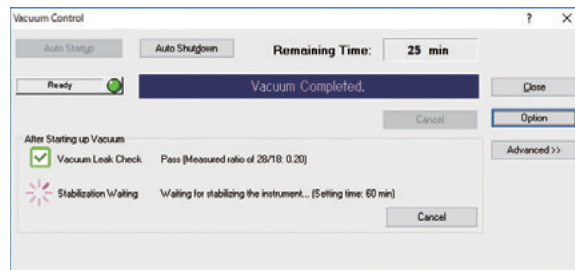 Vacuum Control ? ×
Auto Startup Auto Shutdown Remaining Time: 25 min
Ready Vacuum Completed. Close
Cancel Option
After Starting up Vacuum Advanced >>
Vacuum Leak Check Pass (Measured ratio of 28/18: 0.20)
Stabilization Waiting Waiting for stabilizing the instrument... (Setting time: 60 min)
Cancel